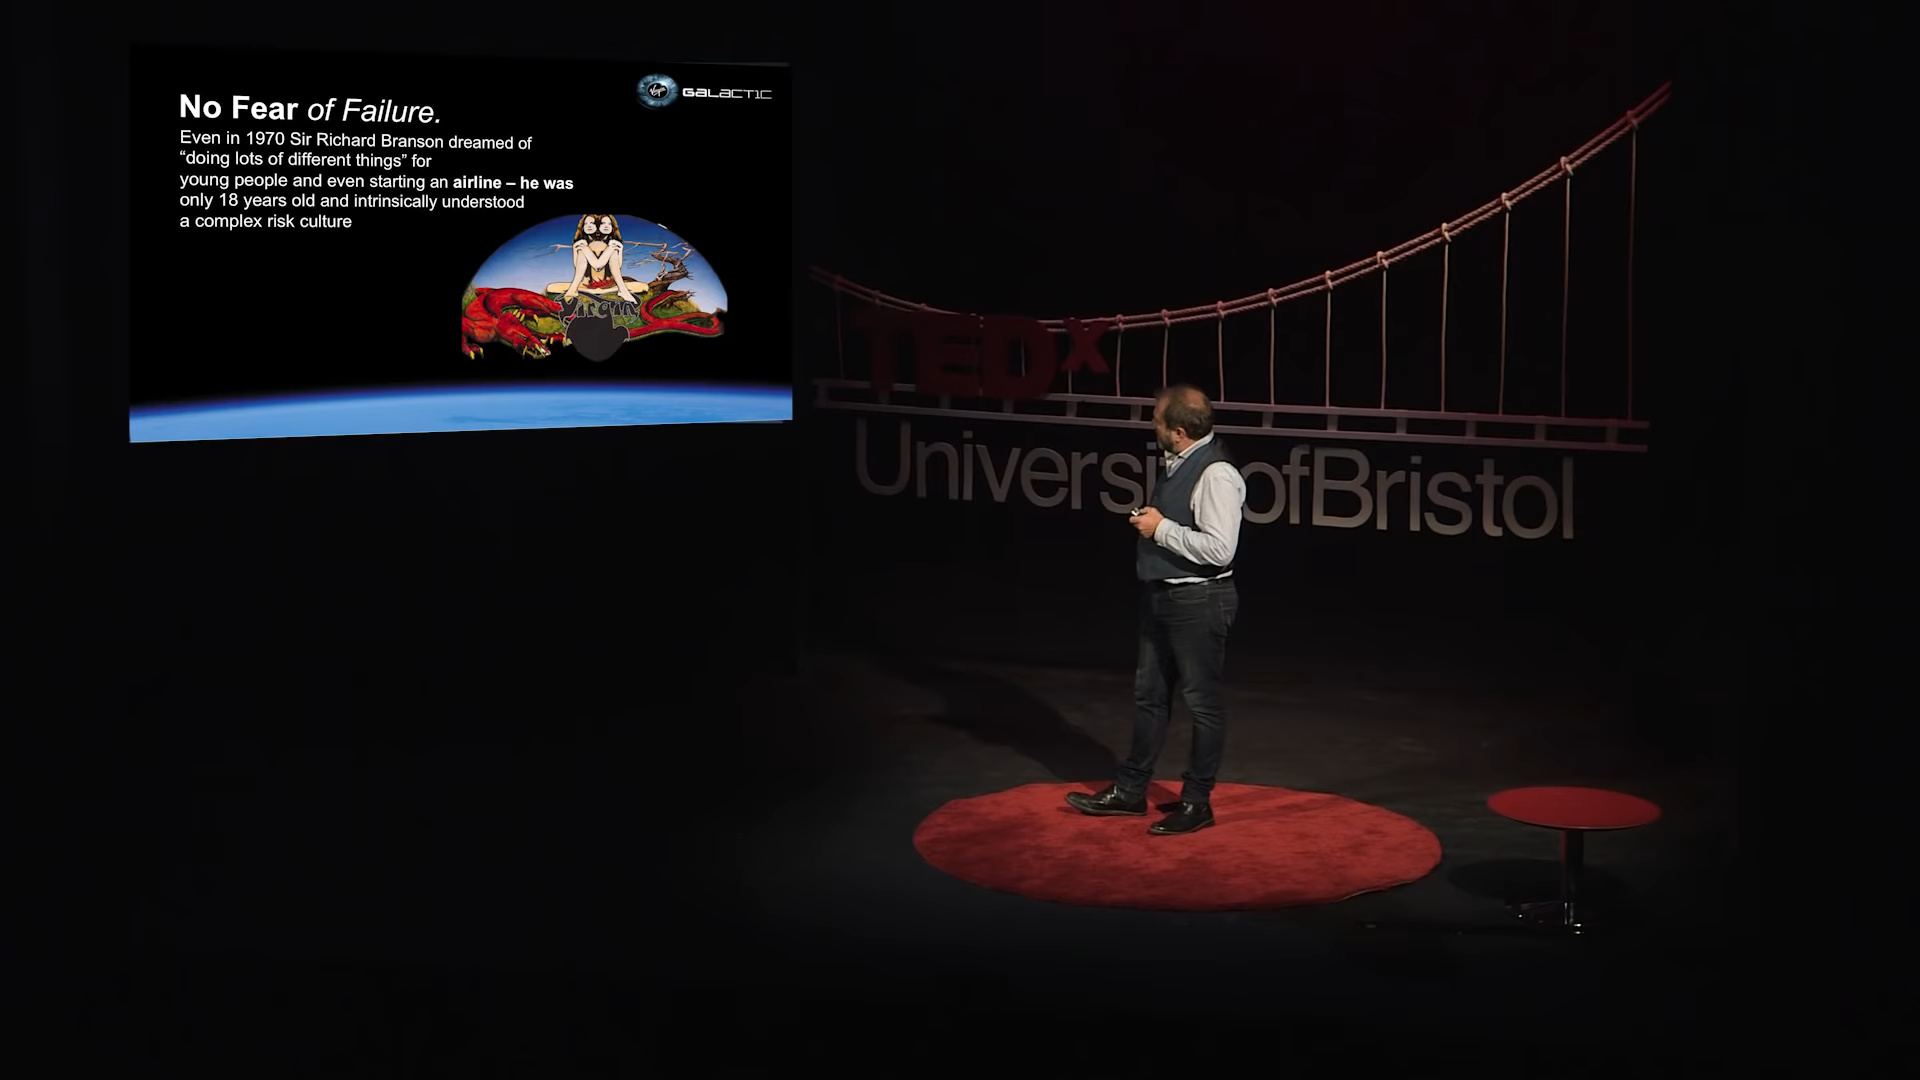 No Fear of Failure.
Even in 1970 Sir Richard Branson dreamed of
“doing lots of different things” for
young people and even starting an airline – he was
only 18 years old and intrinsically understood
a complex risk culture
Virgin
GALACTIC
Virgin
TEDx
UniversityofBristol